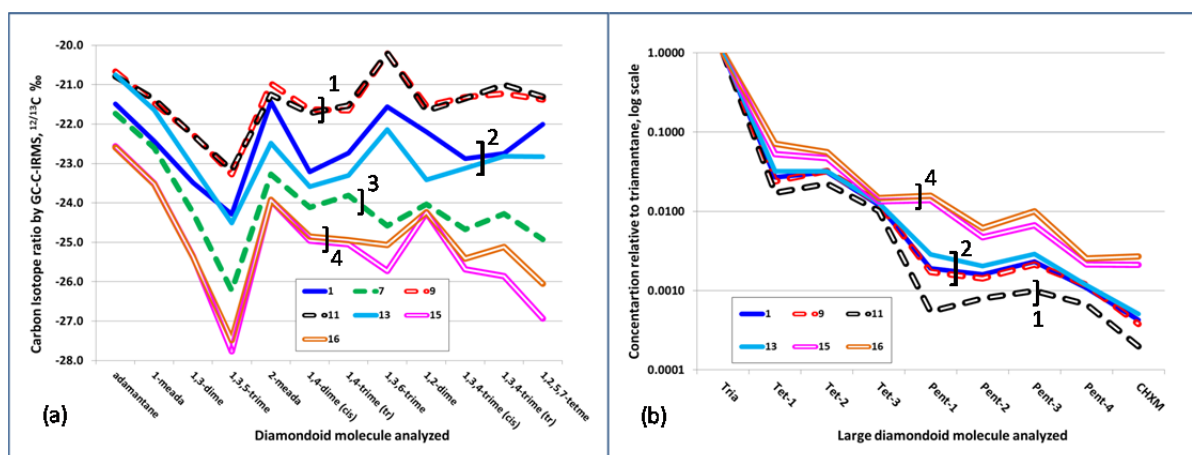 Carbon Isotope ratio by GC-C-IRMS, 12/13C ‰
-20.0
-21.0
-22.0
-23.0
-24.0
-25.0
-26.0
-27.0
-28.0
1
2
3
4
1
7
9
11
13
15
16
adamantane
1-meada
1,3-dime
1,3,5-trime
2-meada
1,4-dime (cis)
1,4-trime (tr)
1,3,6-trime
1,2-dime
1,3,4-trime (cis)
1,3,4-trime (tr)
1,2,5,7-tetme
(a)
Diamondoid molecule analyzed
Concentartion relative to triamantane, log scale
1.0000
0.1000
0.0100
0.0010
0.0001
4
2
1
1
9
11
13
15
16
Tria
Tet-1
Tet-2
Tet-3
Pent-1
Pent-2
Pent-3
Pent-4
CHXM
(b)
Large diamondoid molecule analyzed